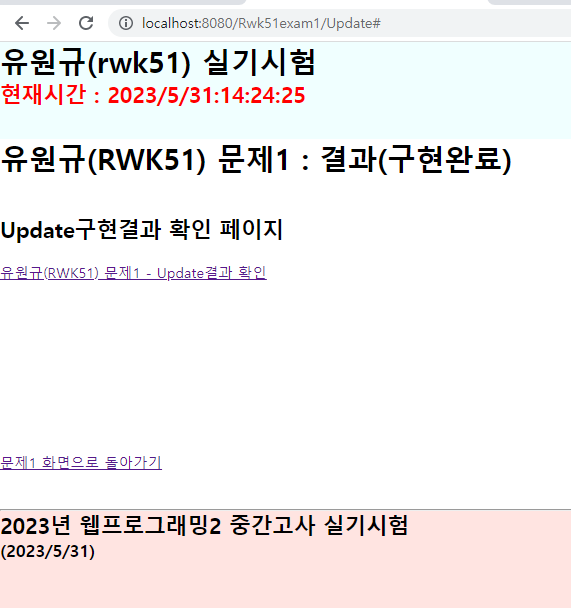 localhost:8080/Rwk51exam1/Update#
유원규(rwk51) 실기시험
현재시간 : 2023/5/31:14:24:25
유원규(RWK51) 문제1 : 결과(구현완료)
Update구현결과 확인 페이지
유원규(RWK51) 문제1 - Update결과 확인
문제1 화면으로 돌아가기
2023년 웹프로그래밍2 중간고사 실기시험
(2023/5/31)